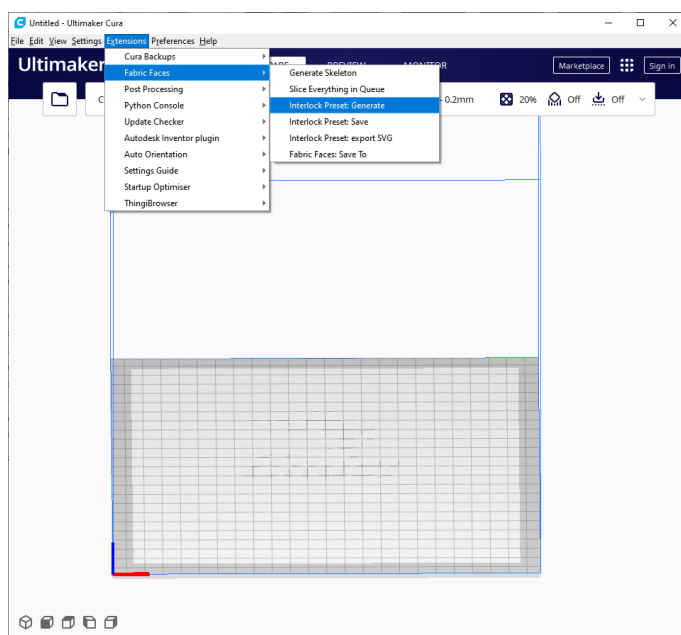 Untitled - Ultimaker Cura
File Edit View Settings Extensions Preferences Help
Ultimaker PREVIEW MONITOR Marketplace Sign in
Cura Backups
Fabric Faces
Post Processing
Python Console
Update Checker
Autodesk Inventor plugin
Auto Orientation
Settings Guide
Startup Optimiser
ThingiBrowser
Generate Skeleton
Slice Everything in Queue
Interlock Preset: Generate
Interlock Preset: Save
Interlock Preset: export SVG
Fabric Faces: Save To
C
- 0.2mm 20% Off Off